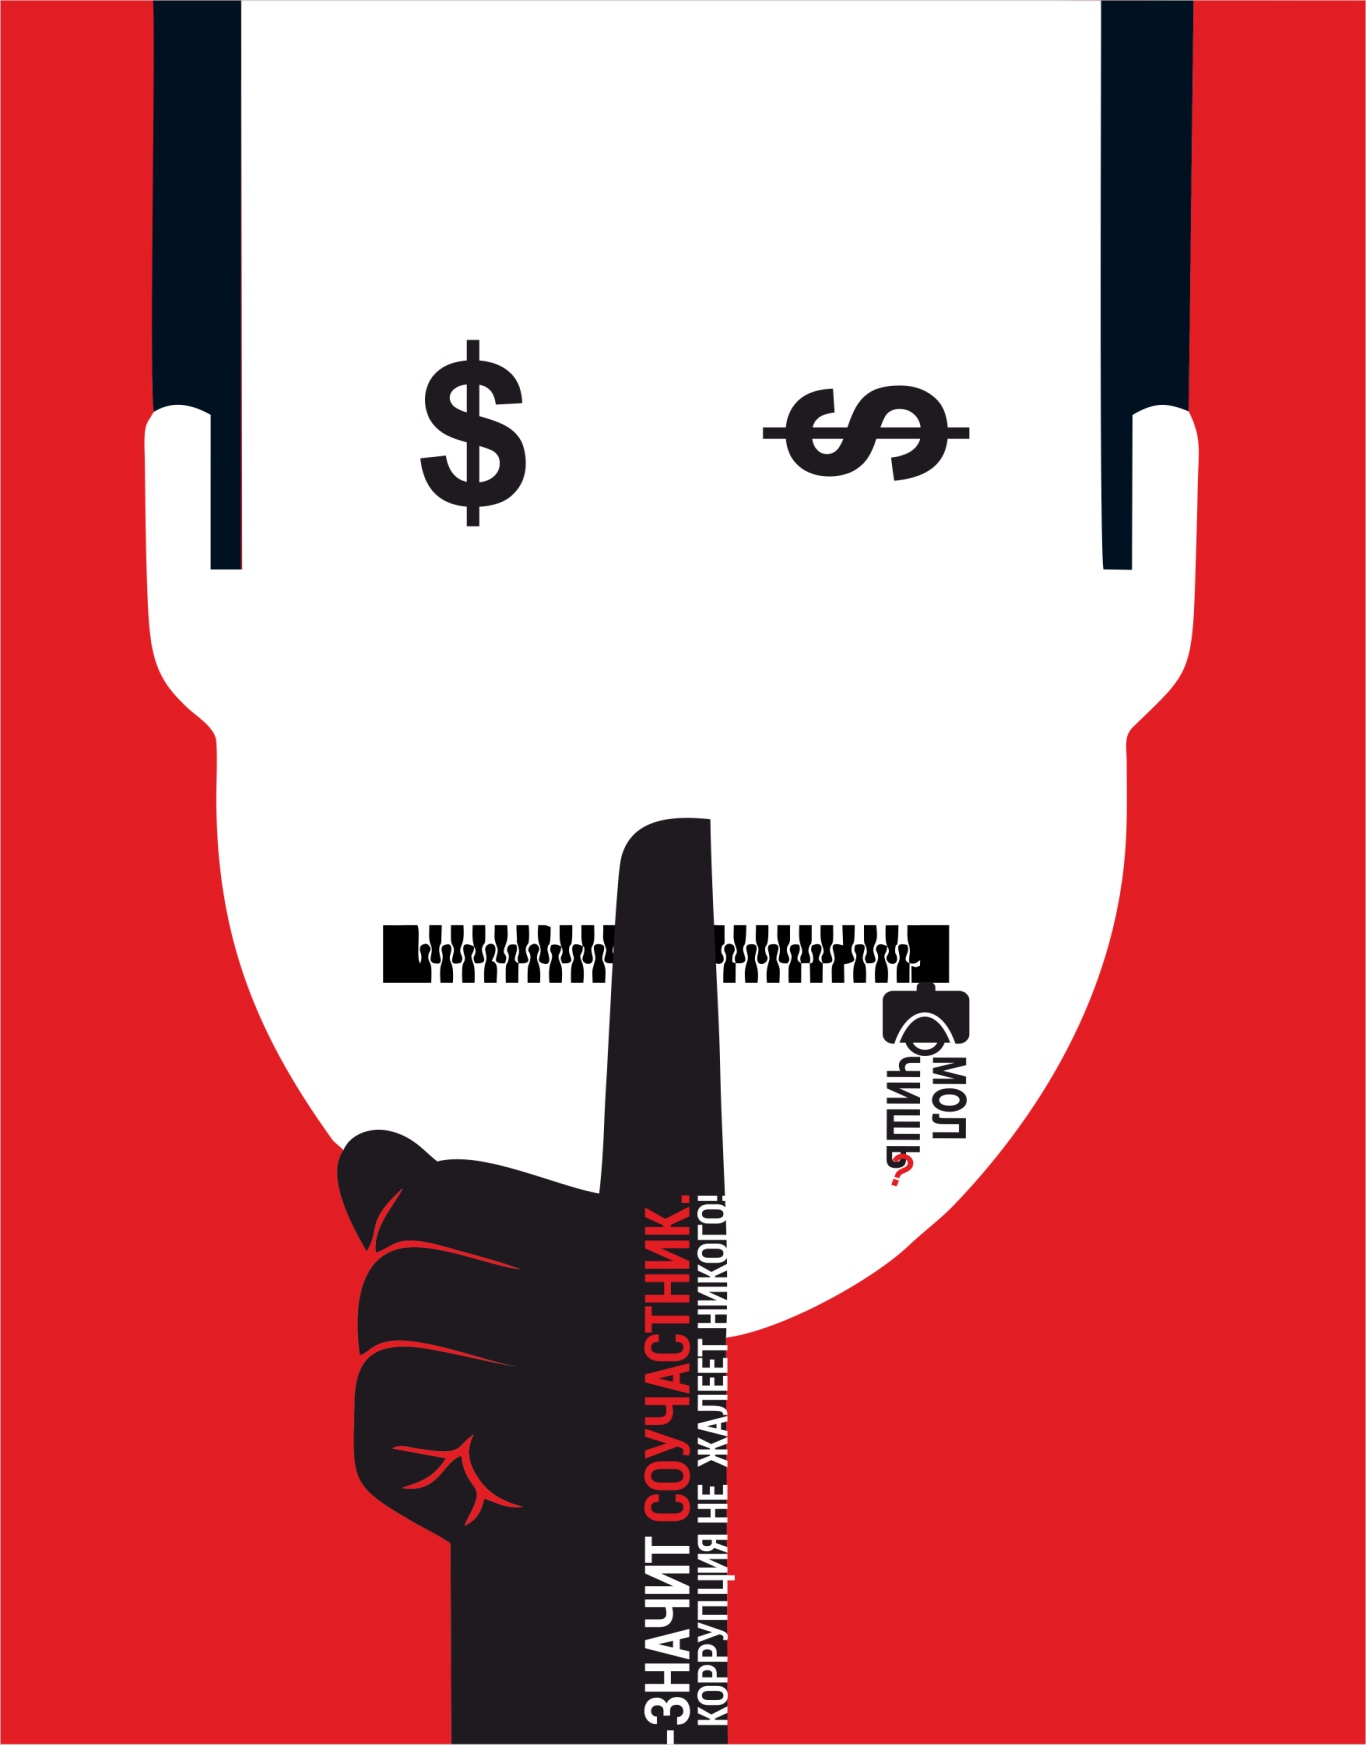 $ $
МОЛ
ЧИШЬ?
-ЗНАЧИТ СОУЧАСТНИК.
КОРРУПЦИЯ НЕ ЖАЛЕЕТ НИКОГО!